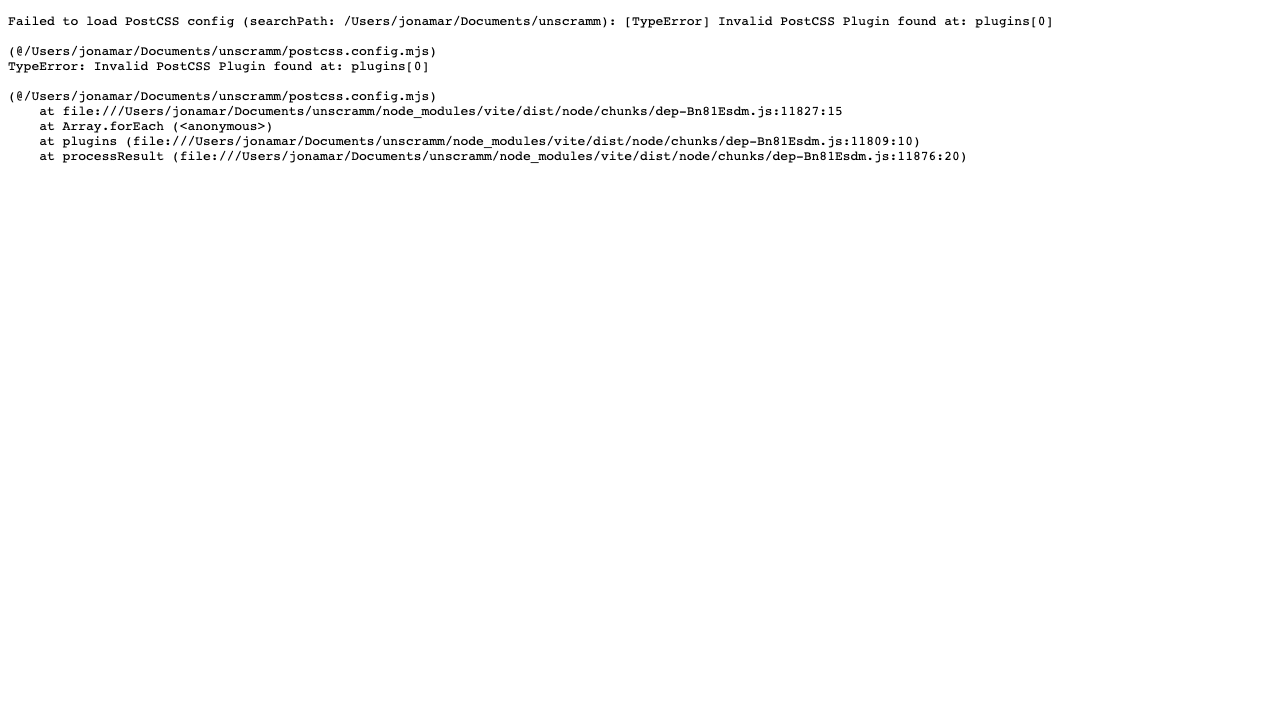 Failed to load PostCSS config (searchPath: /Users/jonamar/Documents/unscramm): [TypeError] Invalid PostCSS Plugin found at: plugins[0]
(@/Users/jonamar/Documents/unscramm/postcss.config.mjs)
TypeError: Invalid PostCSS Plugin found at: plugins[0]
(@/Users/jonamar/Documents/unscramm/postcss.config.mjs)
at file:///Users/jonamar/Documents/unscramm/node_modules/vite/dist/node/chunks/dep-Bn81Esdm.js:11827:15
at Array.forEach (<anonymous>)
at plugins (file:///Users/jonamar/Documents/unscramm/node_modules/vite/dist/node/chunks/dep-Bn81Esdm.js:11809:10)
at processResult (file:///Users/jonamar/Documents/unscramm/node_modules/vite/dist/node/chunks/dep-Bn81Esdm.js:11876:20)